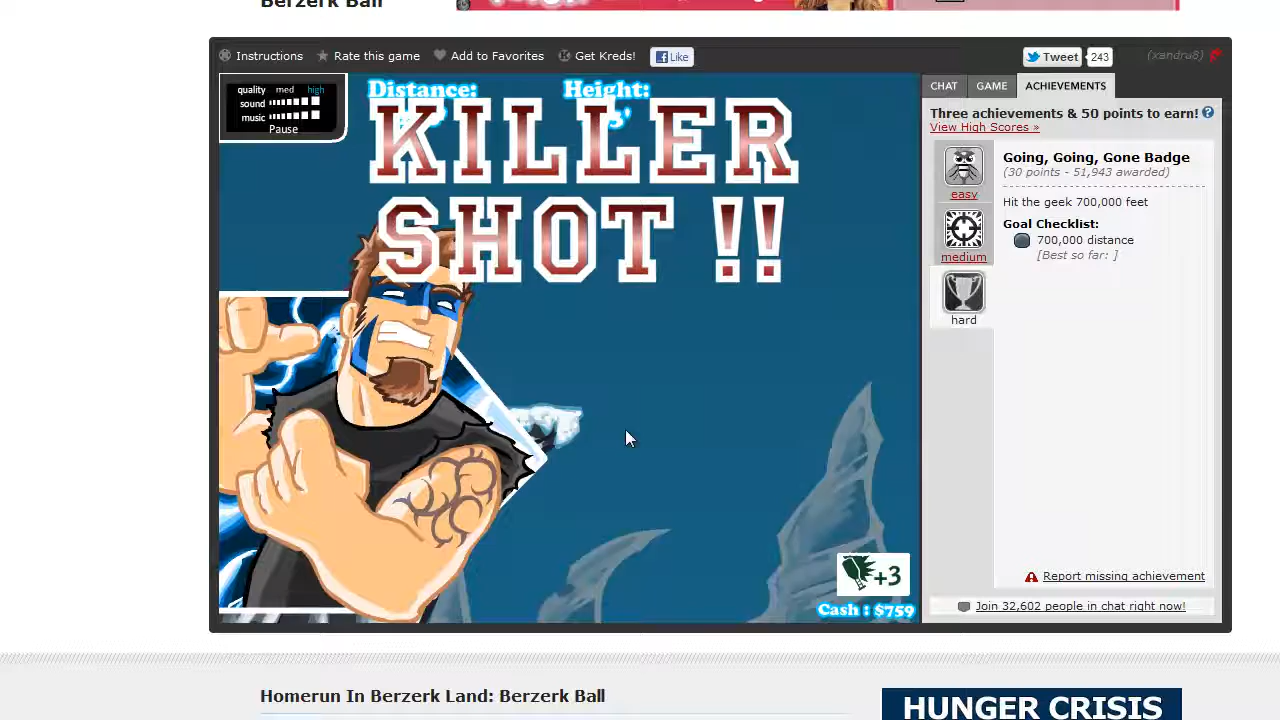 Berzerk Ball
Instructions Rate this game Add to Favorites Get Kreds! Like Tweet 243 (xandru8)
quality med high
sound
music
Pause
Distance: Height:
KILLER
SHOT !!
+3
Cash : $759
CHAT GAME ACHIEVEMENTS
Three achievements & 50 points to earn! ?
View High Scores »
easy
medium
hard
Going, Going, Gone Badge
(30 points - 51,943 awarded)
Hit the geek 700,000 feet
Goal Checklist:
700,000 distance
[Best so far: ]
Report missing achievement
Join 32,602 people in chat right now!
Homerun In Berzerk Land: Berzerk Ball
HUNGER CRISIS